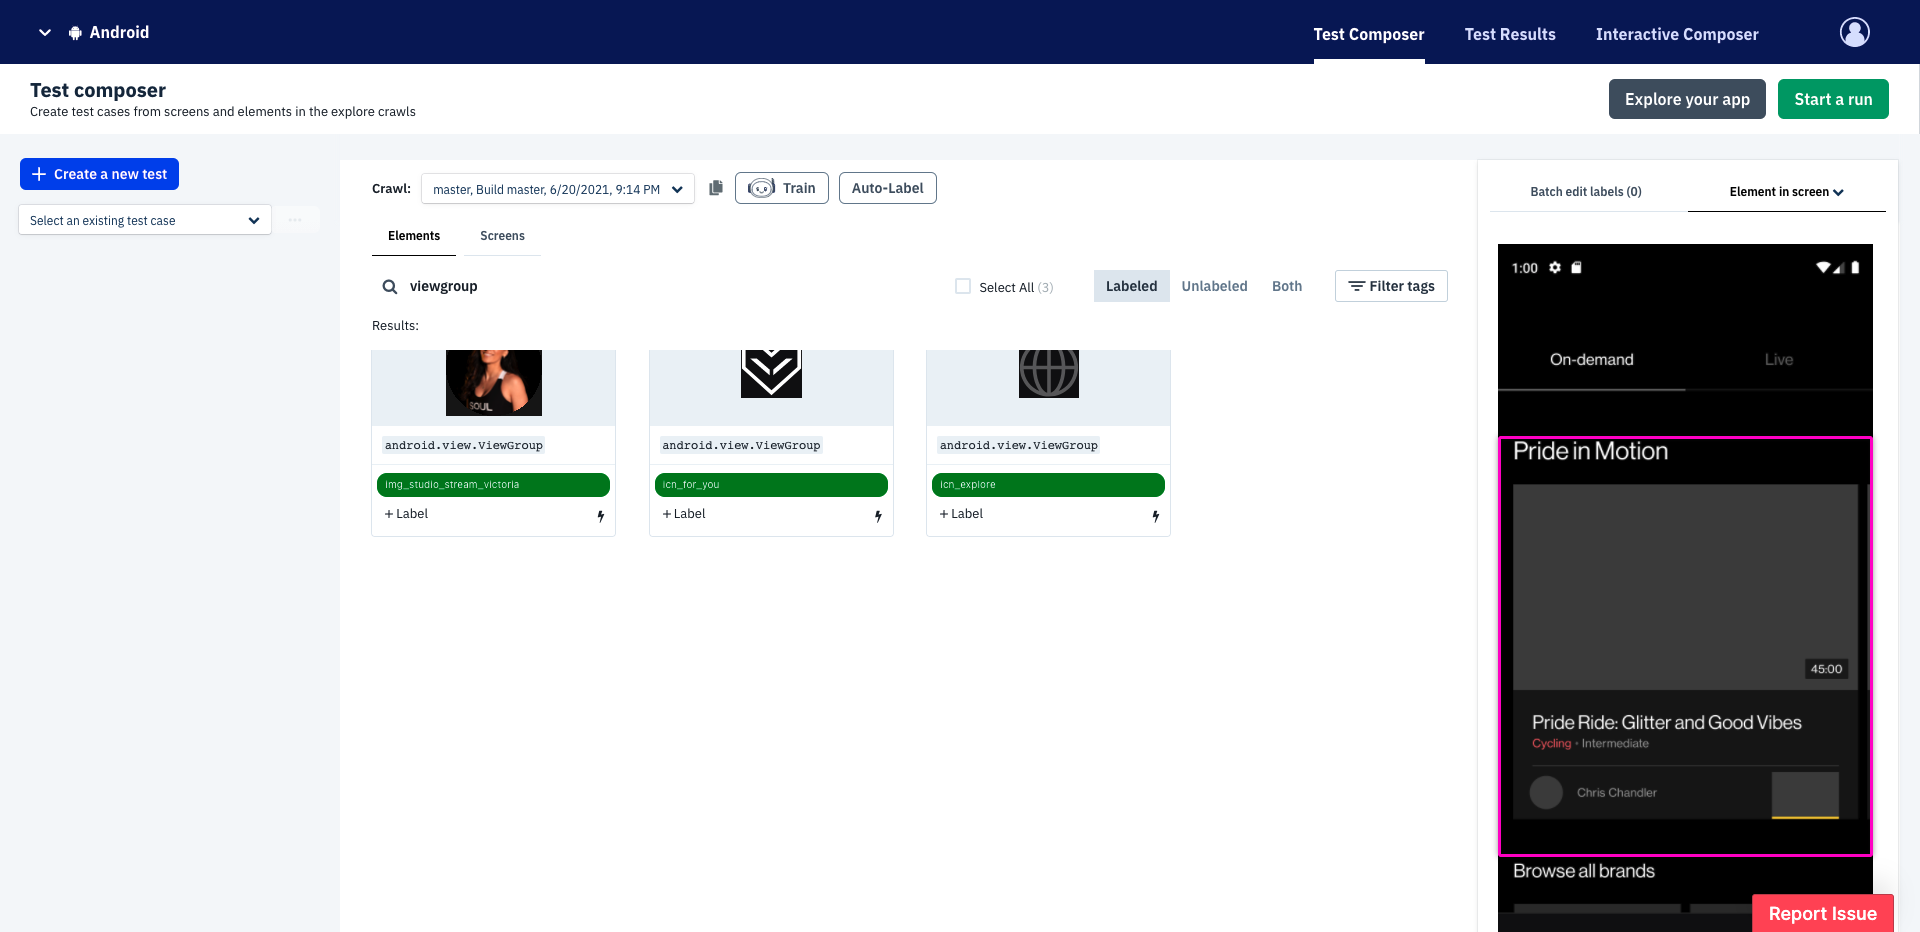 Android
Test Composer
Test Results
Interactive Composer
Test composer
Create test cases from screens and elements in the explore crawls
Explore your app
Start a run
Create a new test
Select an existing test case
Crawl:
master, Build master, 6/20/2021, 9:14 PM
Train
Auto-Label
Elements
Screens
viewgroup
Select All (3)
Labeled
Unlabeled
Both
Filter tags
Results:
SOUL
android.view.ViewGroup
img_studio_stream_victoria
+ Label
android.view.ViewGroup
icn_for_you
+ Label
android.view.ViewGroup
icn_explore
+ Label
Batch edit labels (0)
Element in screen
1:00
On-demand
Live
Pride in Motion
45:00
Pride Ride: Glitter and Good Vibes
Cycling • Intermediate
Chris Chandler
Browse all brands
Report Issue